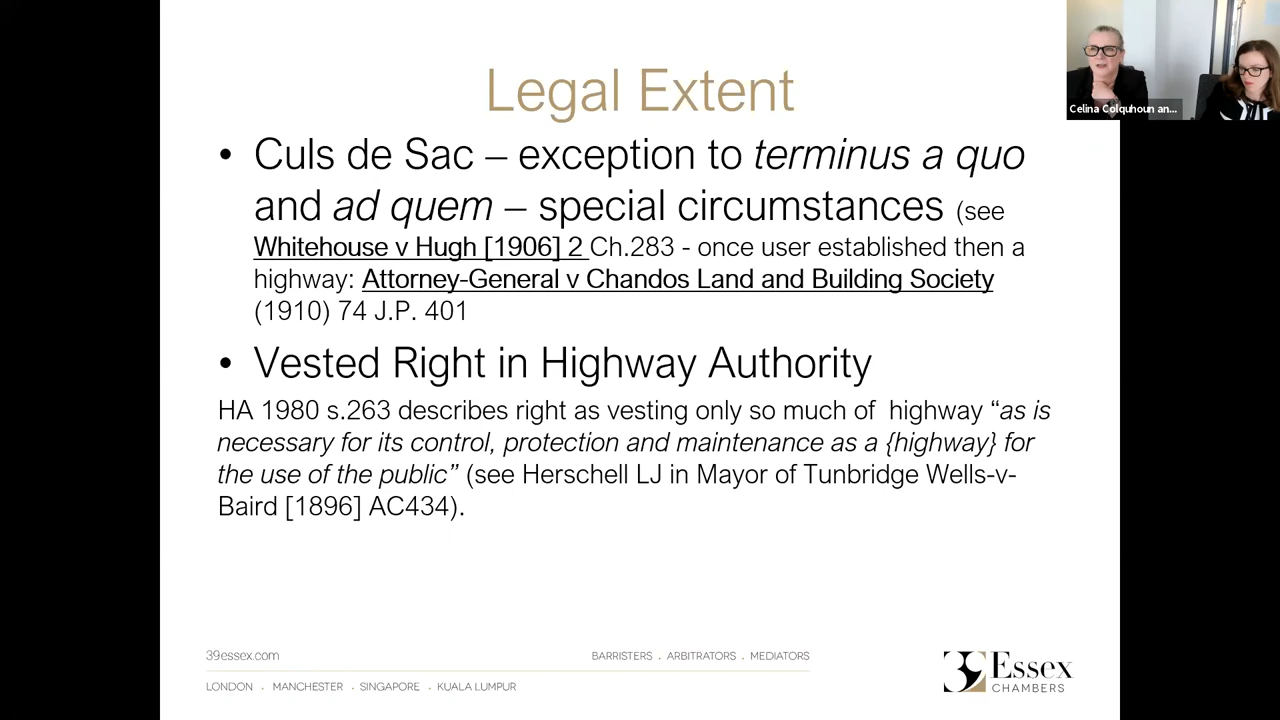 Legal Extent
• Culs de Sac – exception to terminus a quo
and ad quem – special circumstances (see
Whitehouse v Hugh [1906] 2 Ch.283 - once user established then a
highway: Attorney-General v Chandos Land and Building Society
(1910) 74 J.P. 401
• Vested Right in Highway Authority
HA 1980 s.263 describes right as vesting only so much of highway “as is
necessary for its control, protection and maintenance as a {highway} for
the use of the public” (see Herschell LJ in Mayor of Tunbridge Wells-v-
Baird [1896] AC434).
Celina Colquhoun an...
39essex.com
BARRISTERS . ARBITRATORS . MEDIATORS
LONDON . MANCHESTER . SINGAPORE . KUALA LUMPUR
39 Essex
CHAMBERS